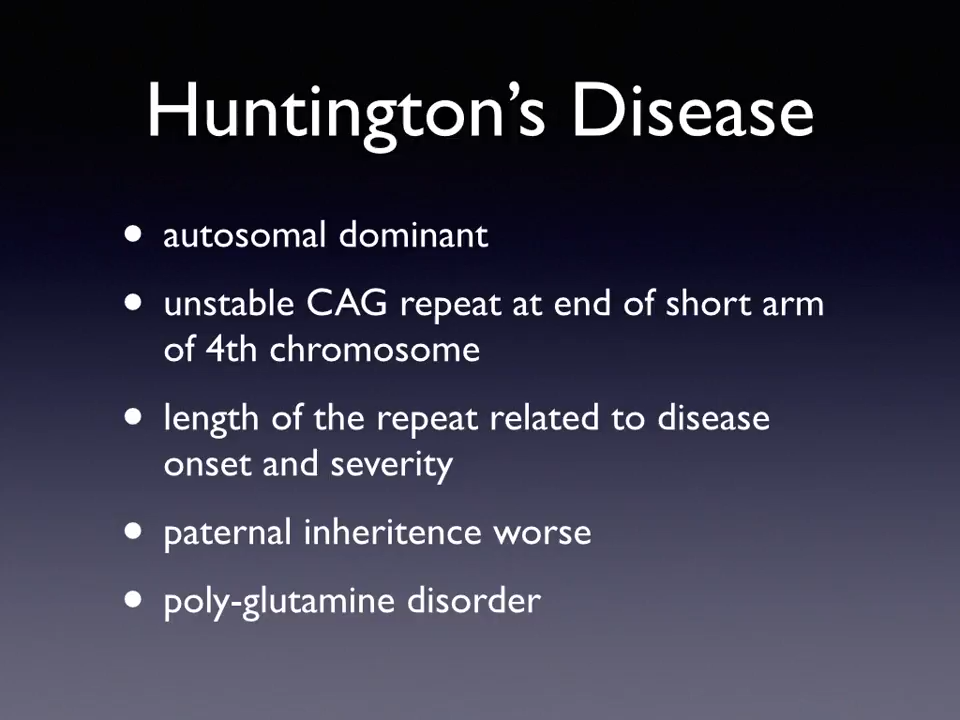 Huntington’s Disease
• autosomal dominant
• unstable CAG repeat at end of short arm
of 4th chromosome
• length of the repeat related to disease
onset and severity
• paternal inheritence worse
• poly-glutamine disorder